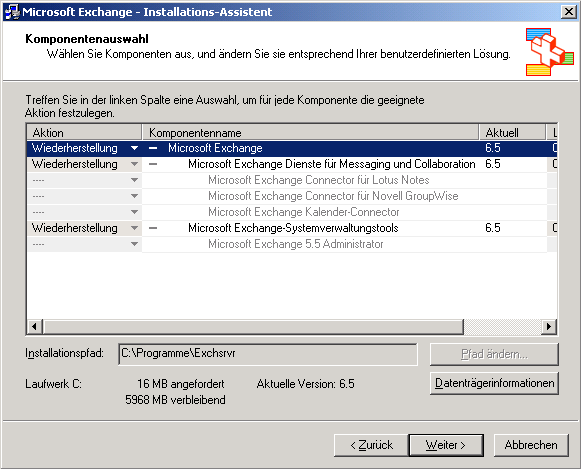 Microsoft Exchange - Installations-Assistent
Komponentenauswahl
Wählen Sie Komponenten aus, und ändern Sie sie entsprechend Ihrer benutzerdefinierten Lösung.
Treffen Sie in der linken Spalte eine Auswahl, um für jede Komponente die geeignete
Aktion festzulegen.
Aktion Komponentenname Aktuell L
Wiederherstellung Microsoft Exchange 6.5
Wiederherstellung Microsoft Exchange Dienste für Messaging und Collaboration 6.5
---- Microsoft Exchange Connector für Lotus Notes
---- Microsoft Exchange Connector für Novell GroupWise
---- Microsoft Exchange Kalender-Connector
Wiederherstellung Microsoft Exchange-Systemverwaltungstools 6.5
---- Microsoft Exchange 5.5 Administrator
Installationspfad: C:\Programme\Exchsrvr Pfad ändern...
Laufwerk C: 16 MB angefordert Aktuelle Version: 6.5 Datenträgerinformationen
5968 MB verbleibend
< Zurück Weiter > Abbrechen